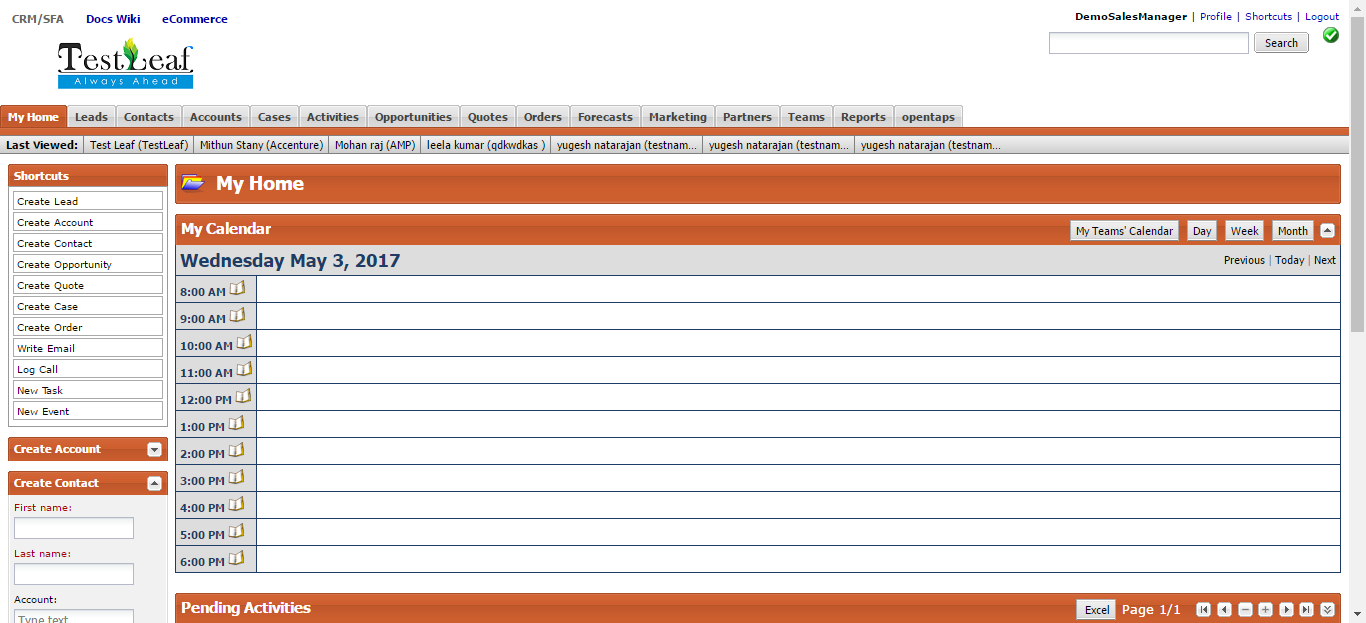 CRM/SFA Docs Wiki eCommerce
DemoSalesManager | Profile | Shortcuts | Logout
Search
TestLeaf
Always Ahead
My Home Leads Contacts Accounts Cases Activities Opportunities Quotes Orders Forecasts Marketing Partners Teams Reports opentaps
Last Viewed: Test Leaf (TestLeaf) Mithun Stany (Accenture) Mohan raj (AMP) leela kumar (qdkwdkas ) yugesh natarajan (testnam... yugesh natarajan (testnam... yugesh natarajan (testnam...
Shortcuts
Create Lead
Create Account
Create Contact
Create Opportunity
Create Quote
Create Case
Create Order
Write Email
Log Call
New Task
New Event
Create Account
Create Contact
First name:
Last name:
Account:
Type text
My Home
My Calendar My Teams' Calendar Day Week Month
Wednesday May 3, 2017 Previous | Today | Next
8:00 AM
9:00 AM
10:00 AM
11:00 AM
12:00 PM
1:00 PM
2:00 PM
3:00 PM
4:00 PM
5:00 PM
6:00 PM
Pending Activities Excel Page 1/1